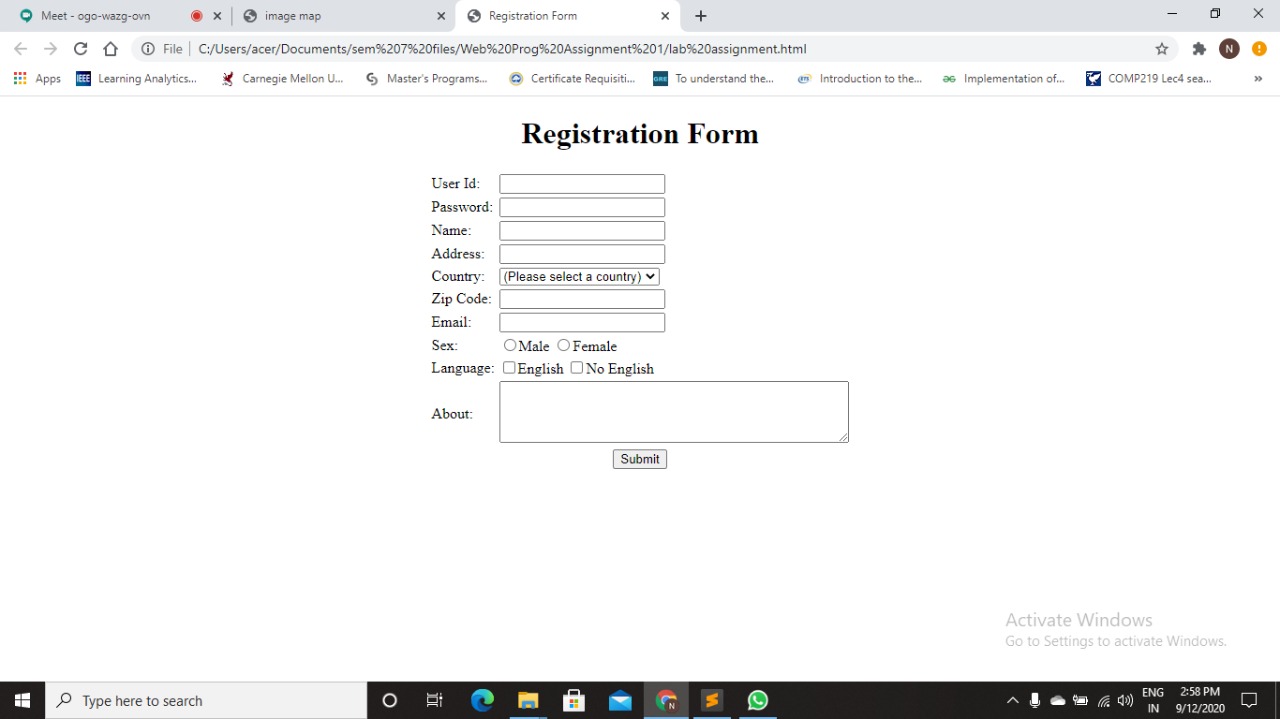 Meet - ogo-wazg-ovn
image map
Registration Form
File
C:/Users/acer/Documents/sem%207%20files/Web%20Prog%20Assignment%201/lab%20assignment.html
N
Apps
IEEE Learning Analytics...
Carnegie Mellon U...
Master's Programs...
Certificate Requisiti...
GRE To understand the...
ETS Introduction to the...
Implementation of...
COMP219 Lec4 sea...
»
Registration Form
User Id:
Password:
Name:
Address:
Country: (Please select a country)
Zip Code:
Email:
Sex: Male Female
Language: English No English
About:
Submit
Activate Windows
Go to Settings to activate Windows.
Type here to search
N
ENG
IN
2:58 PM
9/12/2020